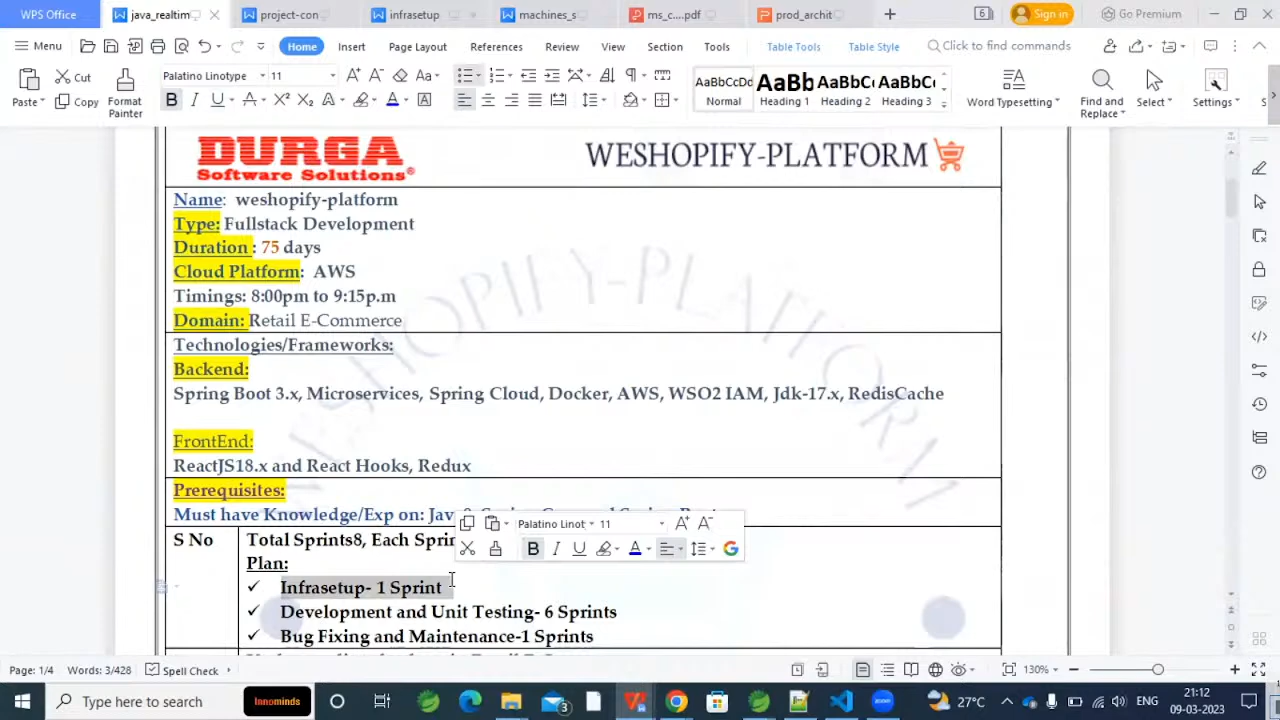 WPS Office
java_realtim
project-con
infrasetup
machines_s
ms_c....pdf
prod_archit
6
Sign in
Go Premium
Menu
Home
Insert
Page Layout
References
Review
View
Section
Tools
Table Tools
Table Style
Click to find commands
Paste
Cut
Copy
Format
Painter
Palatino Linotype
11
AaBbCcDd
Normal
AaBb
Heading 1
AaBbCc
Heading 2
AaBbC
Heading 3
Word Typesetting
Find and
Replace
Select
Settings
DURGA
Software Solutions
WESHOPIFY-PLATFORM
Name: weshopify-platform
Type: Fullstack Development
Duration : 75 days
Cloud Platform: AWS
Timings: 8:00pm to 9:15p.m
Domain: Retail E-Commerce
Technologies/Frameworks:
Backend:
Spring Boot 3.x, Microservices, Spring Cloud, Docker, AWS, WSO2 IAM, Jdk-17.x, RedisCache
FrontEnd:
ReactJS18.x and React Hooks, Redux
Prerequisites:
Must have Knowledge/Exp on:
Palatino Linot
11
S No
Total Sprints8, Each
Plan:
✓ Infrasetup- 1 Sprint
✓ Development and Unit Testing- 6 Sprints
✓ Bug Fixing and Maintenance-1 Sprints
WESHOPIFY-PLATFORM
Page: 1/4
Words: 3/428
Spell Check
130%
Type here to search
Innominds
3
zoom
27°C
ENG
21:12
09-03-2023